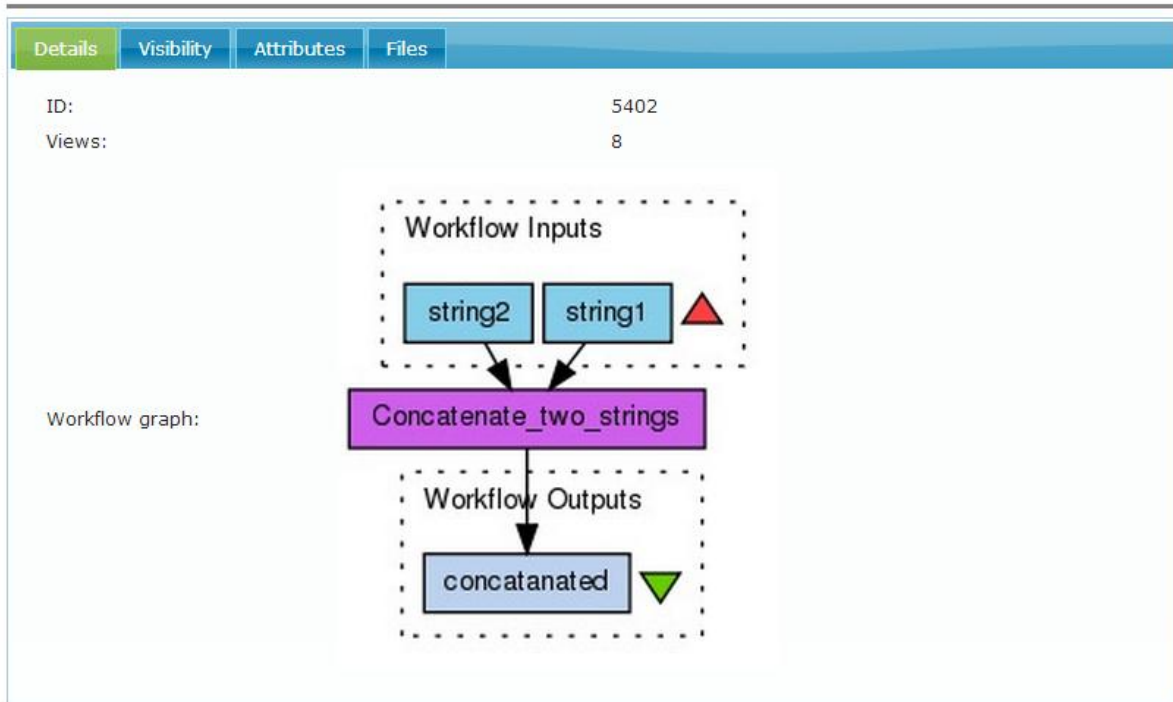 Details Visibility Attributes Files
ID: 5402
Views: 8
Workflow Inputs
string2 string1
Workflow graph:
Concatenate_two_strings
Workflow Outputs
concatanated